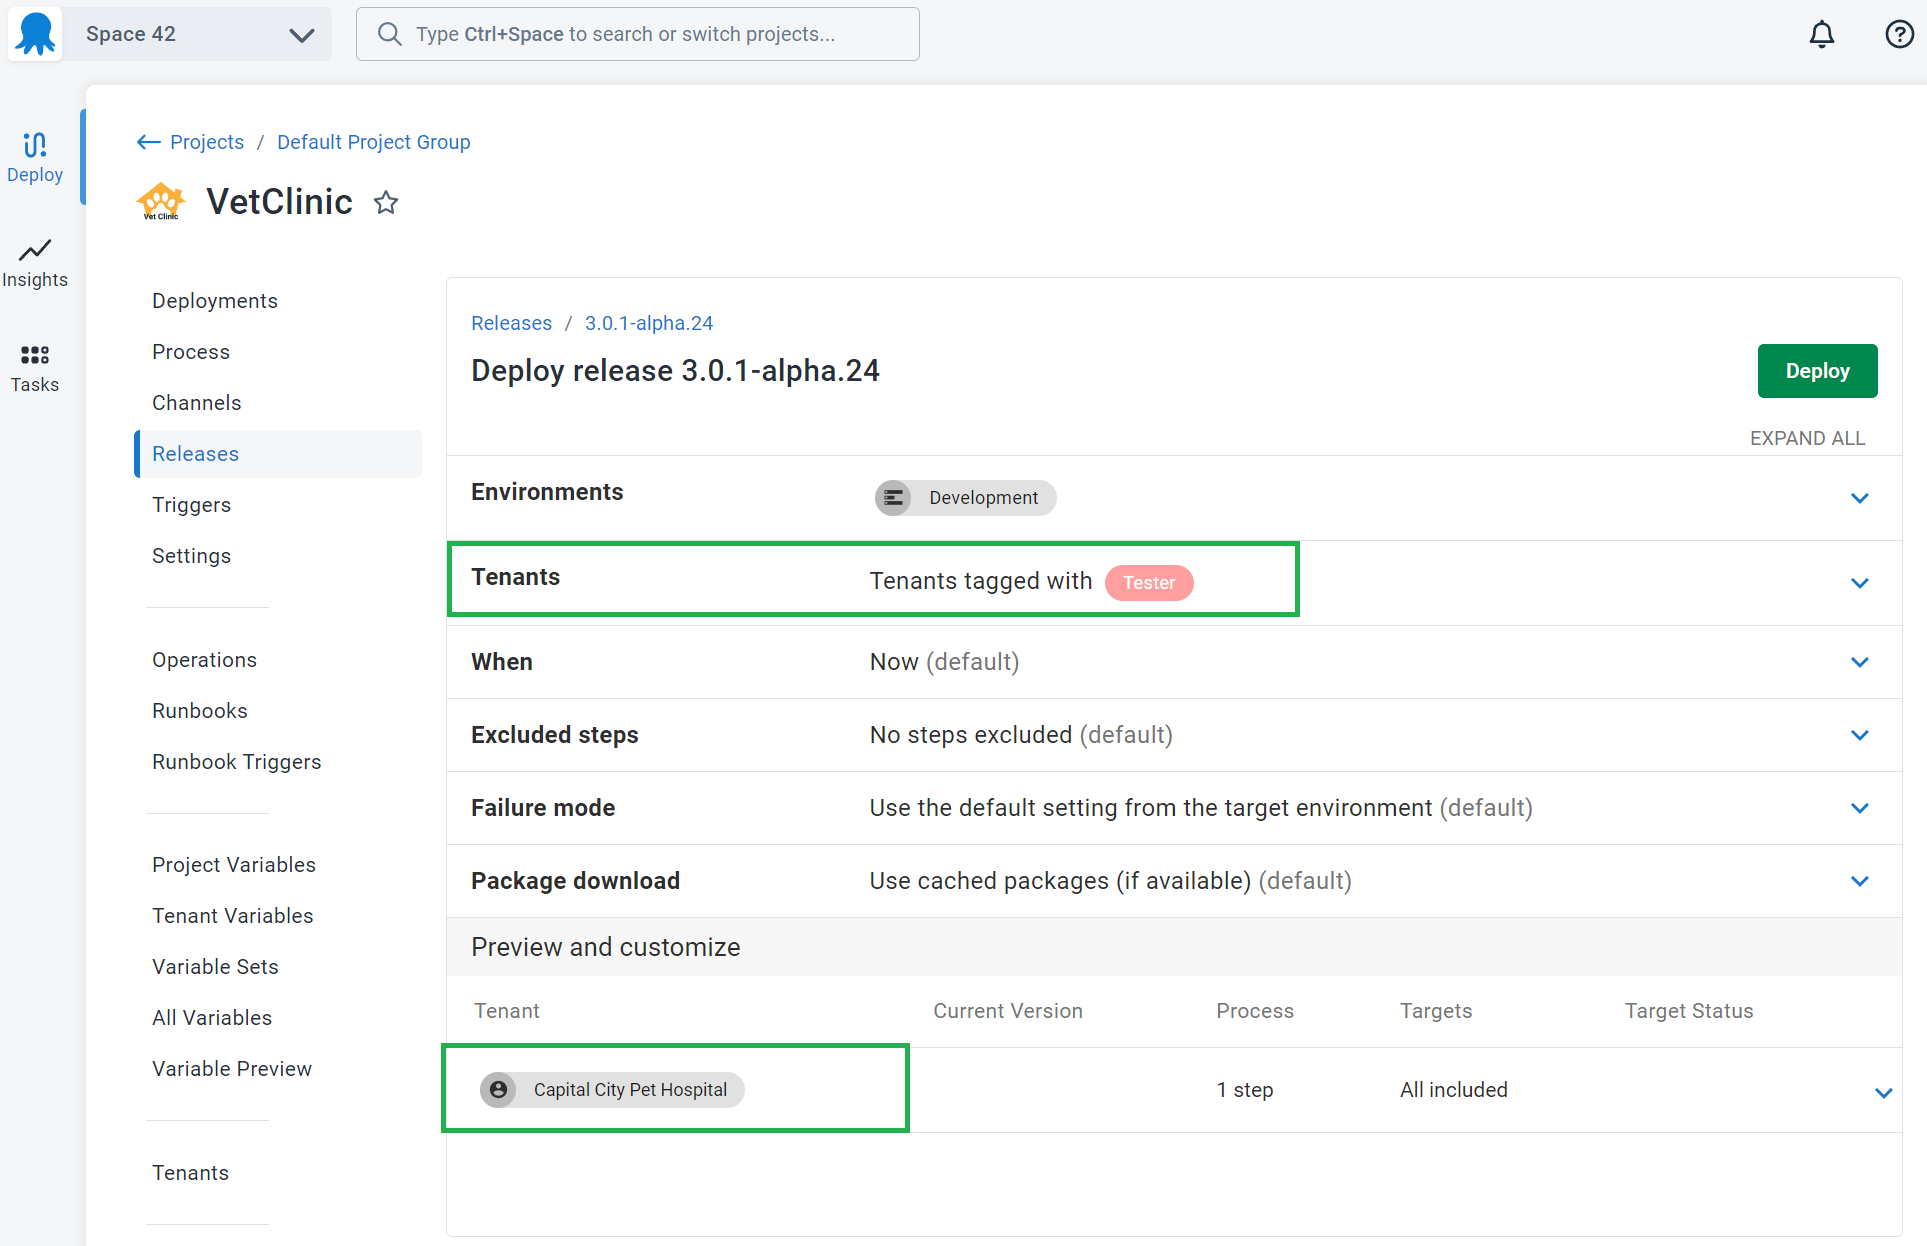 Space 42
Type Ctrl+Space to search or switch projects...
Deploy
Insights
Tasks
Projects / Default Project Group
Vet Clinic
VetClinic
Deployments
Process
Channels
Releases
Triggers
Settings
Operations
Runbooks
Runbook Triggers
Project Variables
Tenant Variables
Variable Sets
All Variables
Variable Preview
Tenants
Releases / 3.0.1-alpha.24
Deploy release 3.0.1-alpha.24
Deploy
EXPAND ALL
Environments Development
Tenants Tenants tagged with Tester
When Now (default)
Excluded steps No steps excluded (default)
Failure mode Use the default setting from the target environment (default)
Package download Use cached packages (if available) (default)
Preview and customize
Tenant Current Version Process Targets Target Status
Capital City Pet Hospital 1 step All included